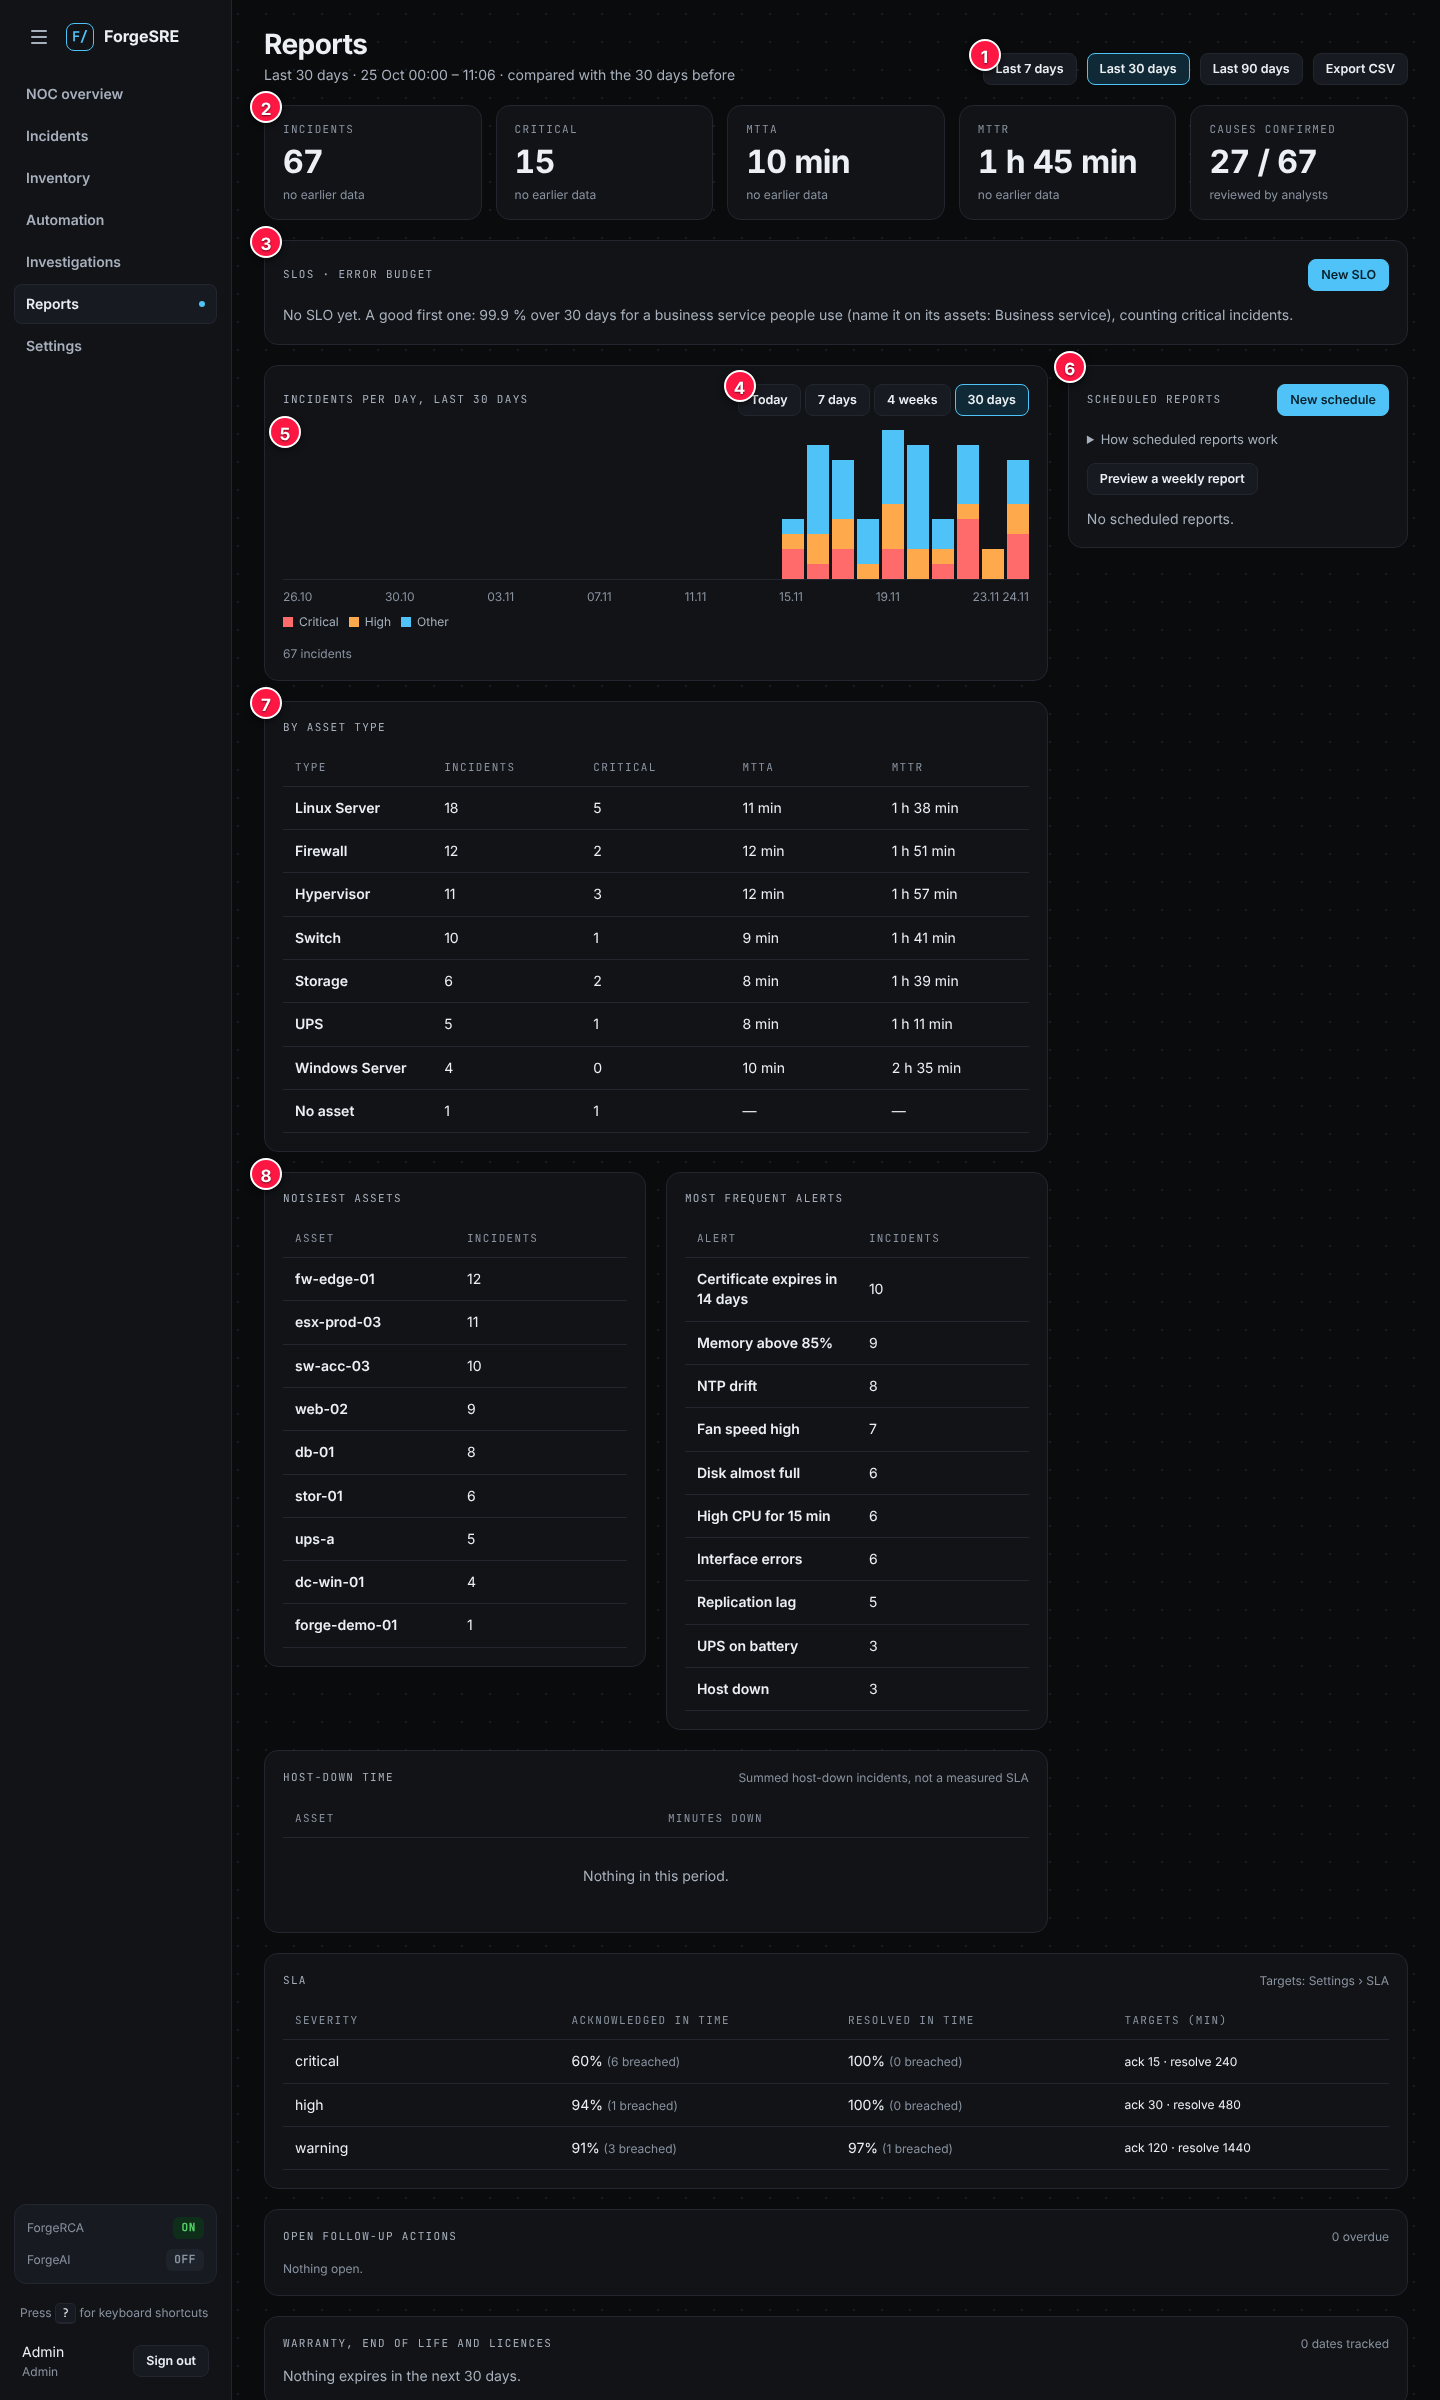 F/ ForgeSRE
NOC overview
Incidents
Inventory
Automation
Investigations
Reports
Settings
Reports
Last 30 days · 25 Oct 00:00 – 11:06 · compared with the 30 days before
1
Last 7 days
Last 30 days
Last 90 days
Export CSV
2
INCIDENTS
67
no earlier data
CRITICAL
15
no earlier data
MTTA
10 min
no earlier data
MTTR
1 h 45 min
no earlier data
CAUSES CONFIRMED
27 / 67
reviewed by analysts
3
SLOS · ERROR BUDGET
New SLO
No SLO yet. A good first one: 99.9 % over 30 days for a business service people use (name it on its assets: Business service), counting critical incidents.
INCIDENTS PER DAY, LAST 30 DAYS
4
Today
7 days
4 weeks
30 days
5
26.10 30.10 03.11 07.11 11.11 15.11 19.11 23.11 24.11
Critical High Other
67 incidents
6
SCHEDULED REPORTS
New schedule
How scheduled reports work
Preview a weekly report
No scheduled reports.
7
BY ASSET TYPE
TYPE INCIDENTS CRITICAL MTTA MTTR
Linux Server 18 5 11 min 1 h 38 min
Firewall 12 2 12 min 1 h 51 min
Hypervisor 11 3 12 min 1 h 57 min
Switch 10 1 9 min 1 h 41 min
Storage 6 2 8 min 1 h 39 min
UPS 5 1 8 min 1 h 11 min
Windows Server 4 0 10 min 2 h 35 min
No asset 1 1 — —
8
NOISIEST ASSETS
ASSET INCIDENTS
fw-edge-01 12
esx-prod-03 11
sw-acc-03 10
web-02 9
db-01 8
stor-01 6
ups-a 5
dc-win-01 4
forge-demo-01 1
MOST FREQUENT ALERTS
ALERT INCIDENTS
Certificate expires in
14 days 10
Memory above 85% 9
NTP drift 8
Fan speed high 7
Disk almost full 6
High CPU for 15 min 6
Interface errors 6
Replication lag 5
UPS on battery 3
Host down 3
HOST-DOWN TIME
Summed host-down incidents, not a measured SLA
ASSET MINUTES DOWN
Nothing in this period.
SLA
Targets: Settings › SLA
SEVERITY ACKNOWLEDGED IN TIME RESOLVED IN TIME TARGETS (MIN)
critical 60% (6 breached) 100% (0 breached) ack 15 · resolve 240
high 94% (1 breached) 100% (0 breached) ack 30 · resolve 480
warning 91% (3 breached) 97% (1 breached) ack 120 · resolve 1440
OPEN FOLLOW-UP ACTIONS
0 overdue
Nothing open.
WARRANTY, END OF LIFE AND LICENCES
0 dates tracked
Nothing expires in the next 30 days.
ForgeRCA ON
ForgeAI OFF
Press ? for keyboard shortcuts
Admin
Admin
Sign out